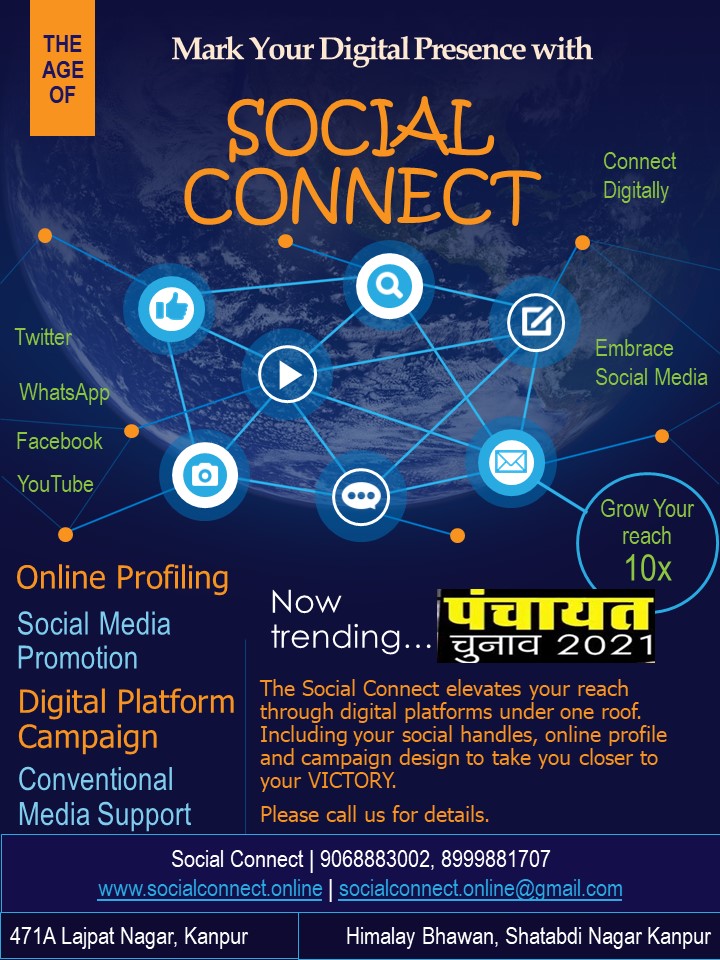 THE
AGE
OF
Mark Your Digital Presence with
SOCIAL
CONNECT
Connect
Digitally
Twitter
WhatsApp
Facebook
YouTube
Embrace
Social Media
Grow Your
reach
10x
Online Profiling
Social Media
Promotion
Digital Platform
Campaign
Conventional
Media Support
Now
trending…
पंचायत
चुनाव 2021
The Social Connect elevates your reach
through digital platforms under one roof.
Including your social handles, online profile
and campaign design to take you closer to
your VICTORY.
Please call us for details.
Social Connect | 9068883002, 8999881707
www.socialconnect.online | socialconnect.online@gmail.com
471A Lajpat Nagar, Kanpur
Himalay Bhawan, Shatabdi Nagar Kanpur